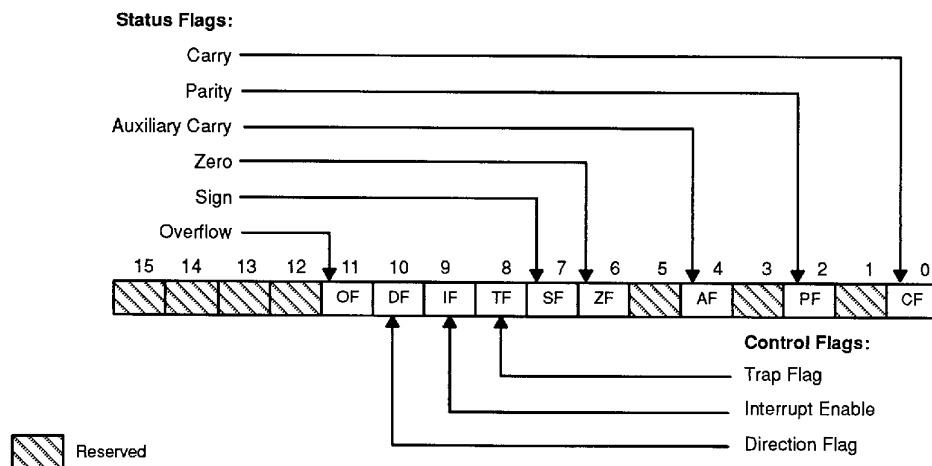 Status Flags:
Carry
Parity
Auxiliary Carry
Zero
Sign
Overflow
15 14 13 12 11 10 9 8 7 6 5 4 3 2 1 0
OF DF IF TF SF ZF AF PF CF
Control Flags:
Trap Flag
Interrupt Enable
Direction Flag
Reserved